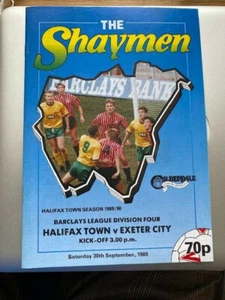 THE
Shaymen
BARCLAYS BANK
CALDERDALE
HALIFAX TOWN SEASON 1989/90
BARCLAYS LEAGUE DIVISION FOUR
HALIFAX TOWN v EXETER CITY
KICK-OFF 3.00 p.m.
70p
Saturday 30th September, 1989